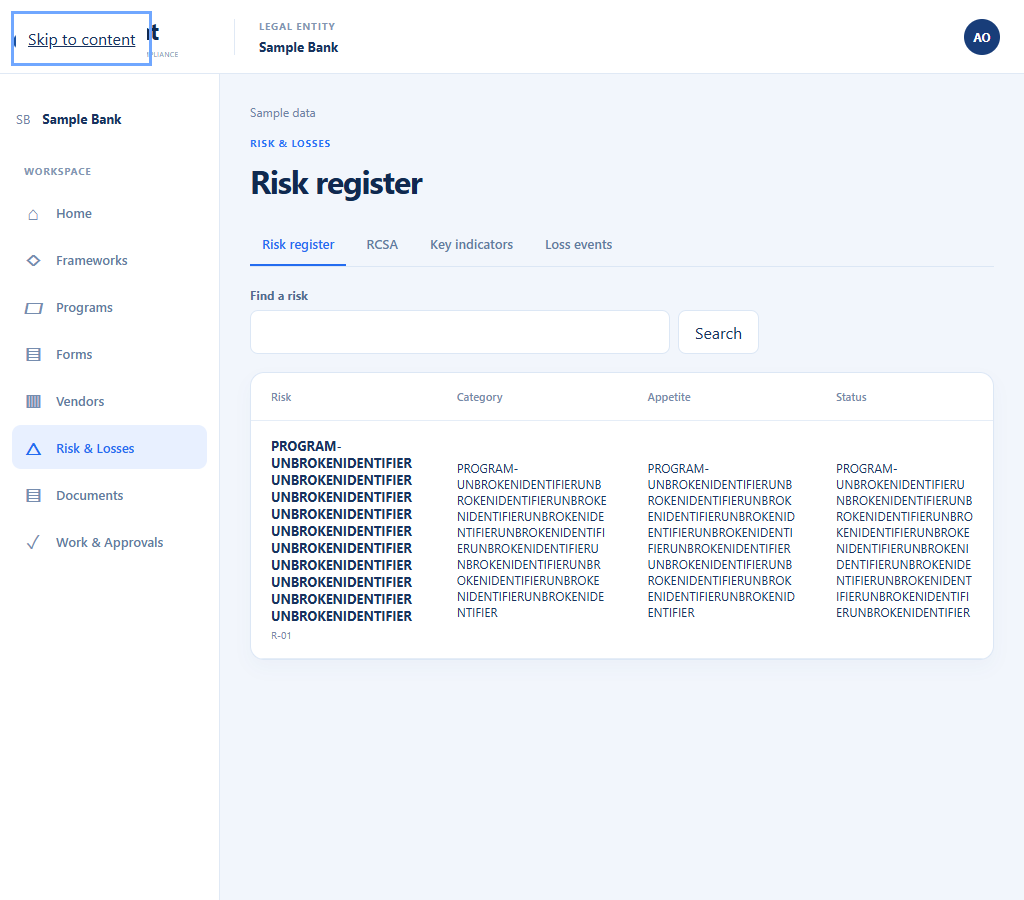 Skip to content
LEGAL ENTITY
Sample Bank
AO
SB Sample Bank
WORKSPACE
Home
Frameworks
Programs
Forms
Vendors
Risk & Losses
Documents
Work & Approvals
Sample data
RISK & LOSSES
Risk register
Risk register RCSA Key indicators Loss events
Find a risk
Search
Risk Category Appetite Status
PROGRAM-
UNBROKENIDENTIFIER
UNBROKENIDENTIFIER
UNBROKENIDENTIFIER
UNBROKENIDENTIFIER
UNBROKENIDENTIFIER
UNBROKENIDENTIFIER
UNBROKENIDENTIFIER
UNBROKENIDENTIFIER
UNBROKENIDENTIFIER
UNBROKENIDENTIFIER
R-01
PROGRAM-
UNBROKENIDENTIFIERUNB
ROKENIDENTIFIERUNBROKE
NIDENTIFIERUNBROKENIDE
NTIFIERUNBROKENIDENTIFI
ERUNBROKENIDENTIFIERU
NBROKENIDENTIFIERUNBR
OKENIDENTIFIERUNBROKE
NIDENTIFIERUNBROKENIDE
NTIFIER
PROGRAM-
UNBROKENIDENTIFIERUNB
ROKENIDENTIFIERUNBROK
ENIDENTIFIERUNBROKENID
ENTIFIERUNBROKENIDENTI
FIERUNBROKENIDENTIFIER
UNBROKENIDENTIFIERUNB
ROKENIDENTIFIERUNBROK
ENIDENTIFIERUNBROKENID
ENTIFIER
PROGRAM-
UNBROKENIDENTIFIERU
NBROKENIDENTIFIERUNB
ROKENIDENTIFIERUNBRO
KENIDENTIFIERUNBROKE
NIDENTIFIERUNBROKENI
DENTIFIERUNBROKENIDE
NTIFIERUNBROKENIDENT
IFIERUNBROKENIDENTIFI
ERUNBROKENIDENTIFIER